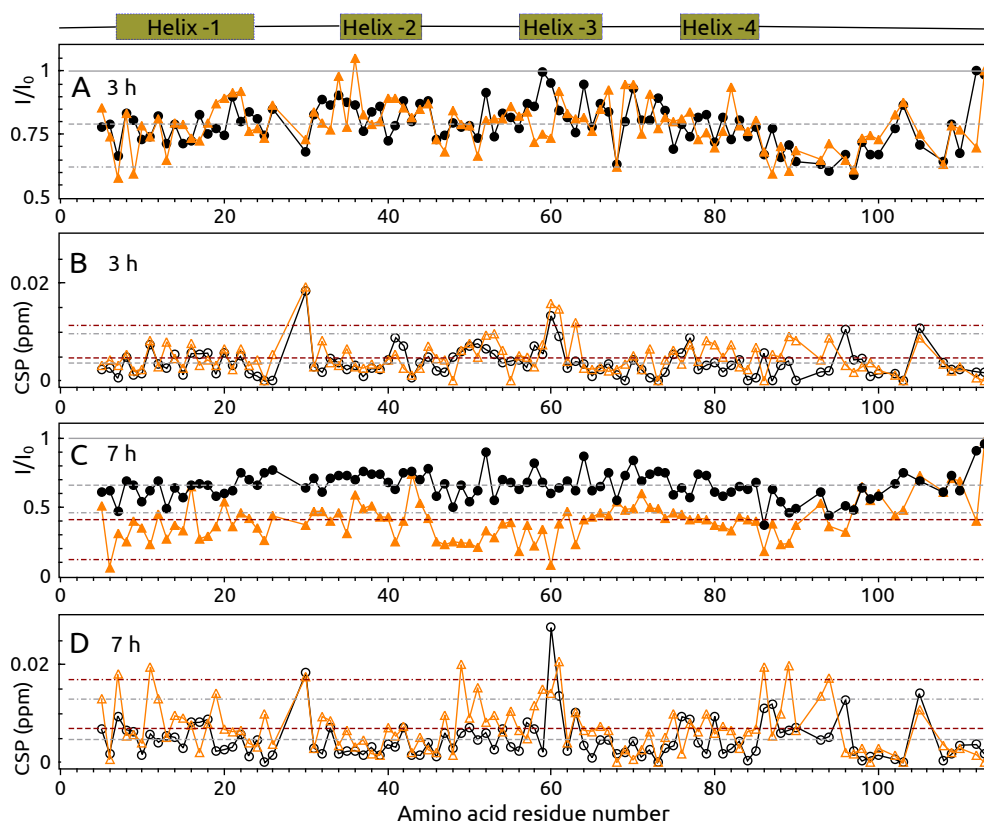 Helix -1 Helix -2 Helix -3 Helix -4
A 3 h
I/I₀
1
0.75
0.5
0 20 40 60 80 100
B 3 h
CSP (ppm)
0.02
0
0 20 40 60 80 100
C 7 h
I/I₀
1
0.5
0
0 20 40 60 80 100
D 7 h
CSP (ppm)
0.02
0
0 20 40 60 80 100
Amino acid residue number